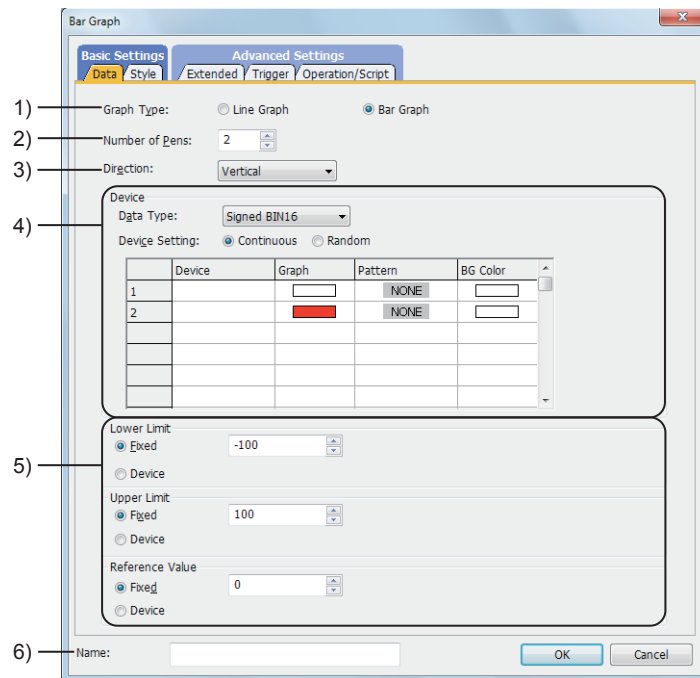 Bar Graph
x
Basic Settings Advanced Settings
Data Style Extended Trigger Operation/Script
1) Graph Type: Line Graph Bar Graph
2) Number of Pens: 2
3) Direction: Vertical
4) Device
Data Type: Signed BIN16
Device Setting: Continuous Random
Device Graph Pattern BG Color
1 NONE
2 NONE
5) Lower Limit
Fixed -100
Device
Upper Limit
Fixed 100
Device
Reference Value
Fixed 0
Device
6) Name:
OK Cancel